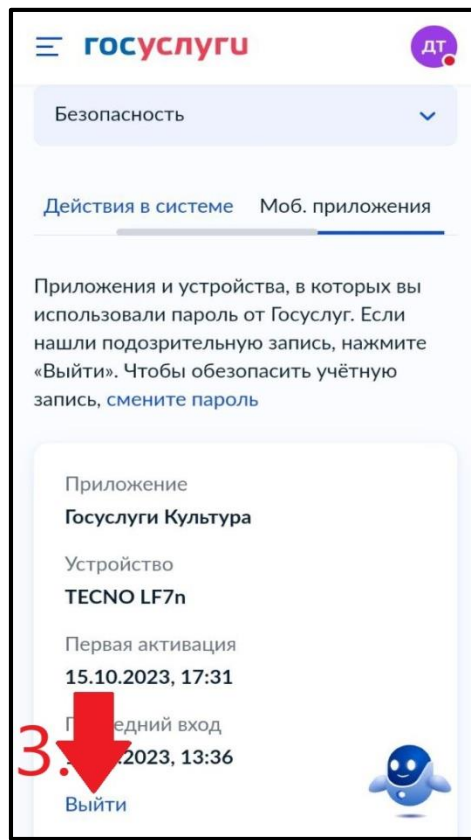 госуслуги
ДТ
Безопасность
Действия в системе Моб. приложения
Приложения и устройства, в которых вы
использовали пароль от Госуслуг. Если
нашли подозрительную запись, нажмите
«Выйти». Чтобы обезопасить учётную
запись, смените пароль
Приложение
Госуслуги Культура
Устройство
TECNO LF7n
Первая активация
15.10.2023, 17:31
вход
2023, 13:36
3.
Выйти